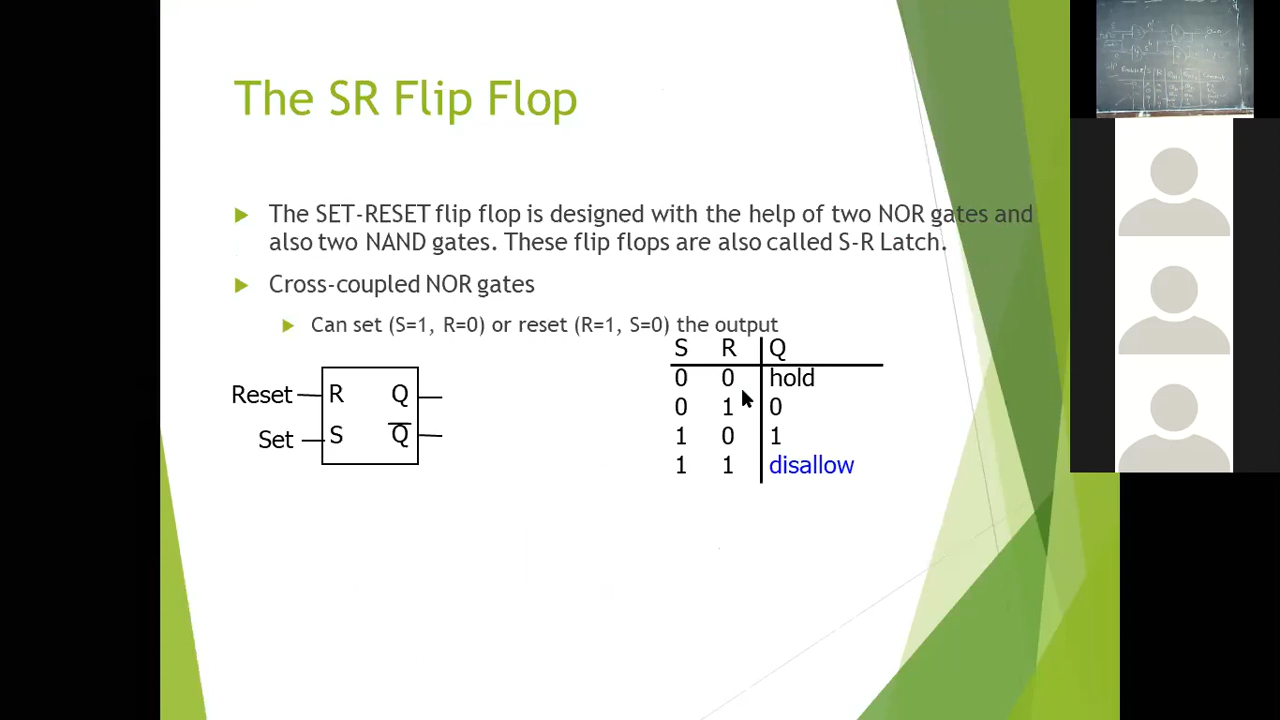 The SR Flip Flop
The SET-RESET flip flop is designed with the help of two NOR gates and
also two NAND gates. These flip flops are also called S-R Latch.
Cross-coupled NOR gates
Can set (S=1, R=0) or reset (R=1, S=0) the output
Reset R Q
Set S Q̅
S R Q
0 0 hold
0 1 0
1 0 1
1 1 disallow